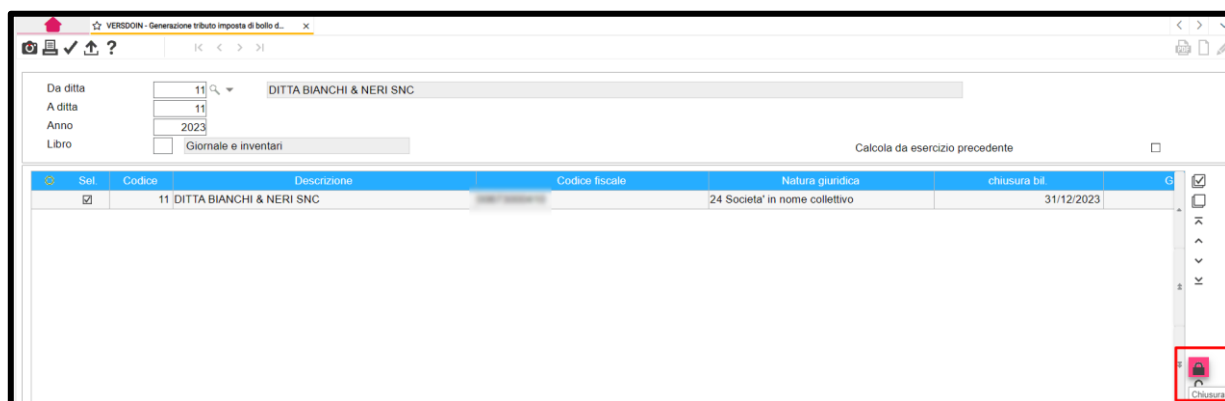 VERSDOIN - Generazione tributo imposta di bollo d... ×
Da ditta 11 DITTA BIANCHI & NERI SNC
A ditta 11
Anno 2023
Libro Giornale e inventari Calcola da esercizio precedente
Sel. Codice Descrizione Codice fiscale Natura giuridica chiusura bil. G
11 DITTA BIANCHI & NERI SNC 24 Societa' in nome collettivo 31/12/2023
Chiusura